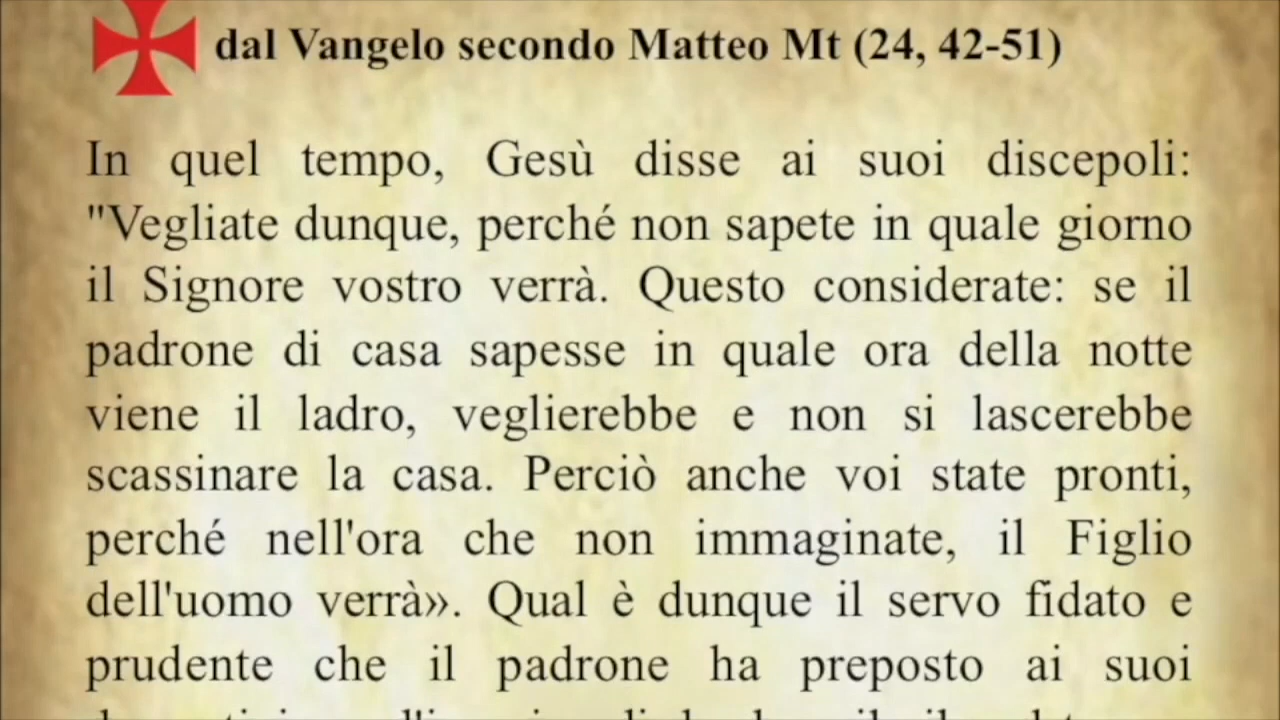 dal Vangelo secondo Matteo Mt (24, 42-51)
In quel tempo, Gesù disse ai suoi discepoli:
"Vegliate dunque, perché non sapete in quale giorno
il Signore vostro verrà. Questo considerate: se il
padrone di casa sapesse in quale ora della notte
viene il ladro, veglierebbe e non si lascerebbe
scassinare la casa. Perciò anche voi state pronti,
perché nell'ora che non immaginate, il Figlio
dell'uomo verrà». Qual è dunque il servo fidato e
prudente che il padrone ha preposto ai suoi